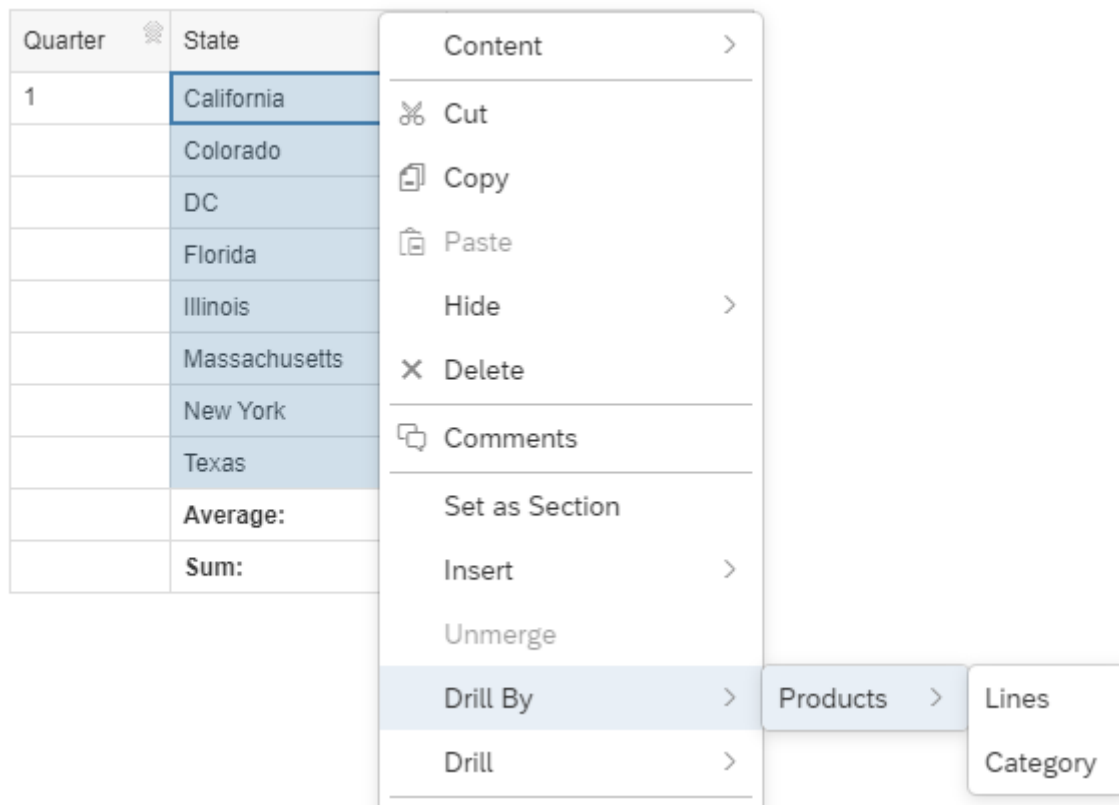 Quarter State
1 California
Colorado
DC
Florida
Illinois
Massachusetts
New York
Texas
Average:
Sum:
Content
Cut
Copy
Paste
Hide
Delete
Comments
Set as Section
Insert
Unmerge
Drill By
Drill
Products
Lines
Category